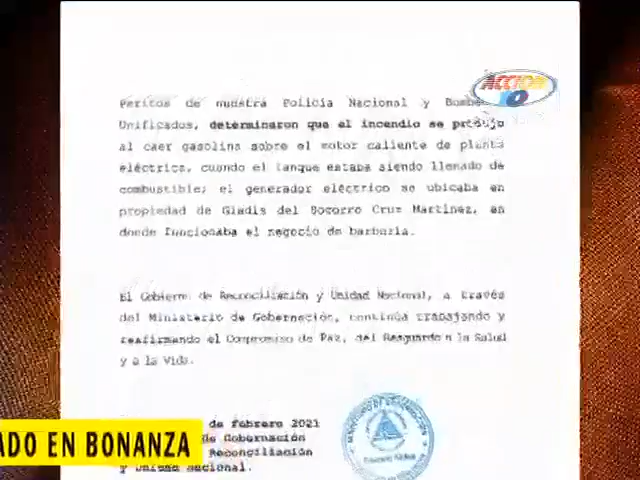 ACCION
10
Peritos de nuestra Policía Nacional y
Unificados, determinaron que el incendio se produjo
al caer gasolina sobre el motor caliente de planta
eléctrica, cuando el tanque estaba siendo llenado de
combustible; el generador eléctrico se ubicaba en
propiedad de Gladis del Socorro Cruz Martínez, en
donde funcionaba el negocio de barbería.
El Gobierno de Reconciliación y Unidad Nacional, a través
del Ministerio de Gobernación, continúa trabajando y
reafirmando el Compromiso de Paz, del Resguardo a la Salud
y a la Vida.
de febrero 2021
de Gobernación
Reconciliación
y Unidad Nacional.
ADO EN BONANZA